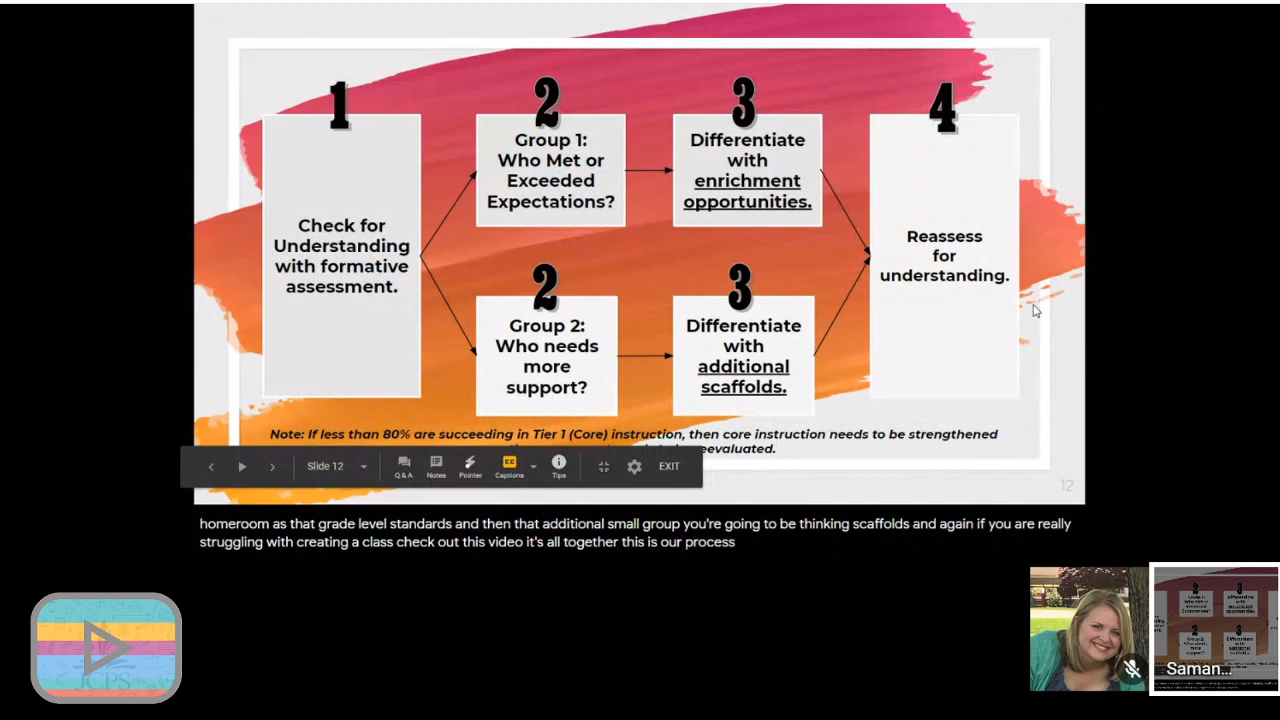 1
Check for
Understanding
with formative
assessment.
2
Group 1:
Who Met or
Exceeded
Expectations?
3
Differentiate
with
enrichment
opportunities.
2
Group 2:
Who needs
more
support?
3
Differentiate
with
additional
scaffolds.
4
Reassess
for
understanding.
Note: If less than 80% are succeeding in Tier 1 (Core) instruction, then core instruction needs to be strengthened
reevaluated.
12
Slide 12
Q & A
Notes
Pointer
CC
Captions
Tips
EXIT
homeroom as that grade level standards and then that additional small group you're going to be thinking scaffolds and again if you are really
struggling with creating a class check out this video it's all together this is our process
JCPS
Saman...